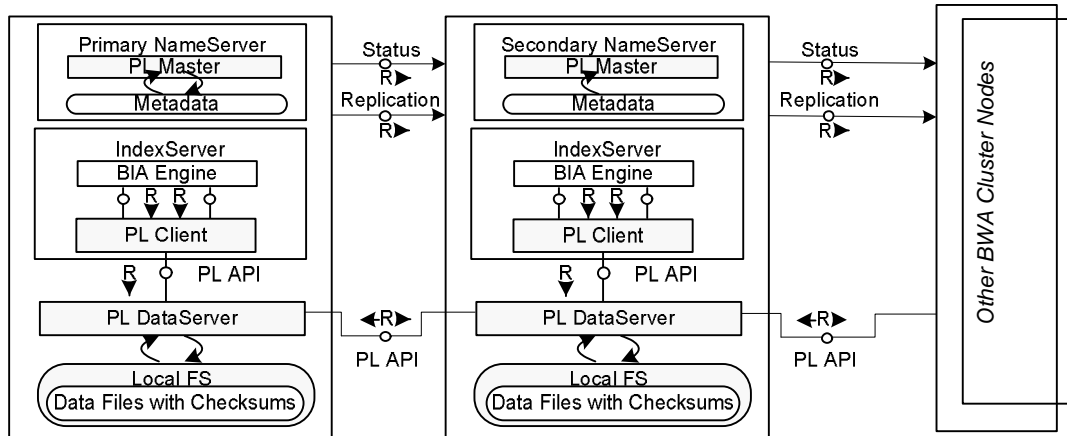 Primary NameServer
PL Master
Metadata
IndexServer
BIA Engine
R
R
PL Client
R
PL API
PL DataServer
Local FS
Data Files with Checksums
Status
R
Replication
R
R
PL API
Secondary NameServer
PL Master
Metadata
IndexServer
BIA Engine
R
R
PL Client
R
PL API
PL DataServer
Local FS
Data Files with Checksums
Status
R
Replication
R
R
PL API
Other BWA Cluster Nodes